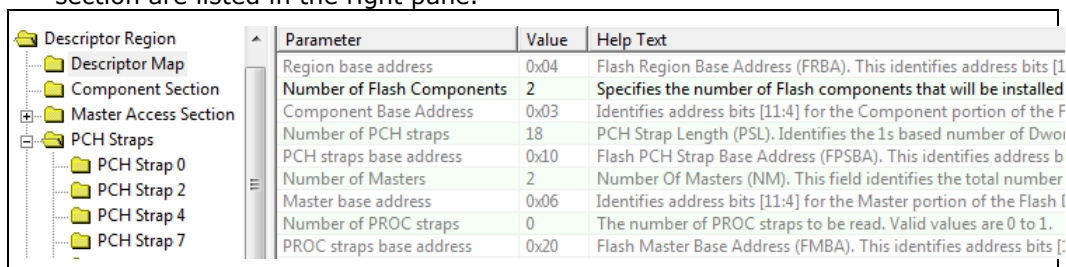 section are listed in the right pane.
Descriptor Region
Descriptor Map
Component Section
Master Access Section
PCH Straps
PCH Strap 0
PCH Strap 2
PCH Strap 4
PCH Strap 7
Parameter Value Help Text
Region base address 0x04 Flash Region Base Address (FRBA). This identifies address bits [1
Number of Flash Components 2 Specifies the number of Flash components that will be installed
Component Base Address 0x03 Identifies address bits [11:4] for the Component portion of the F
Number of PCH straps 18 PCH Strap Length (PSL). Identifies the 1s based number of Dwor
PCH straps base address 0x10 Flash PCH Strap Base Address (FPSBA). This identifies address b
Number of Masters 2 Number Of Masters (NM). This field identifies the total number
Master base address 0x06 Identifies address bits [11:4] for the Master portion of the Flash D
Number of PROC straps 0 The number of PROC straps to be read. Valid values are 0 to 1.
PROC straps base address 0x20 Flash Master Base Address (FMBA). This identifies address bits [1